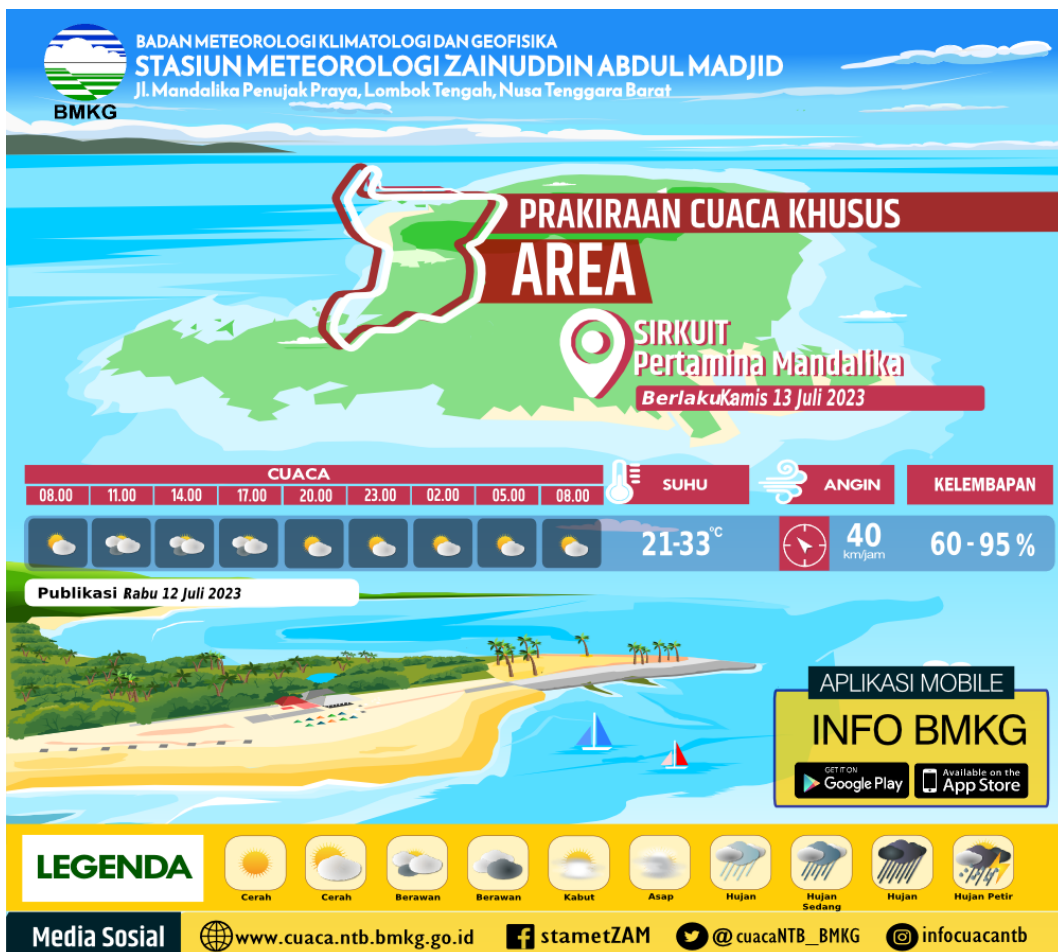 BADAN METEOROLOGI KLIMATOLOGI DAN GEOFISIKA
STASIUN METEOROLOGI ZAINUDDIN ABDUL MADJID
Jl. Mandalika Penujak Praya, Lombok Tengah, Nusa Tenggara Barat
BMKG
PRAKIRAAN CUACA KHUSUS
AREA
SIRKUIT
Pertamina Mandalika
BerlakuKamis 13 Juli 2023
CUACA
08.00 11.00 14.00 17.00 20.00 23.00 02.00 05.00 08.00
SUHU
ANGIN
KELEMBAPAN
21-33°C
40
km/jam
60 - 95 %
Publikasi Rabu 12 Juli 2023
APLIKASI MOBILE
INFO BMKG
GET IT ON
Google Play
Available on the
App Store
LEGENDA
Cerah
Cerah
Berawan
Berawan
Kabut
Asap
Hujan
Hujan
Sedang
Hujan
Hujan Petir
Media Sosial
www.cuaca.ntb.bmkg.go.id
stametZAM
@cuacaNTB_BMKG
infocuacantb